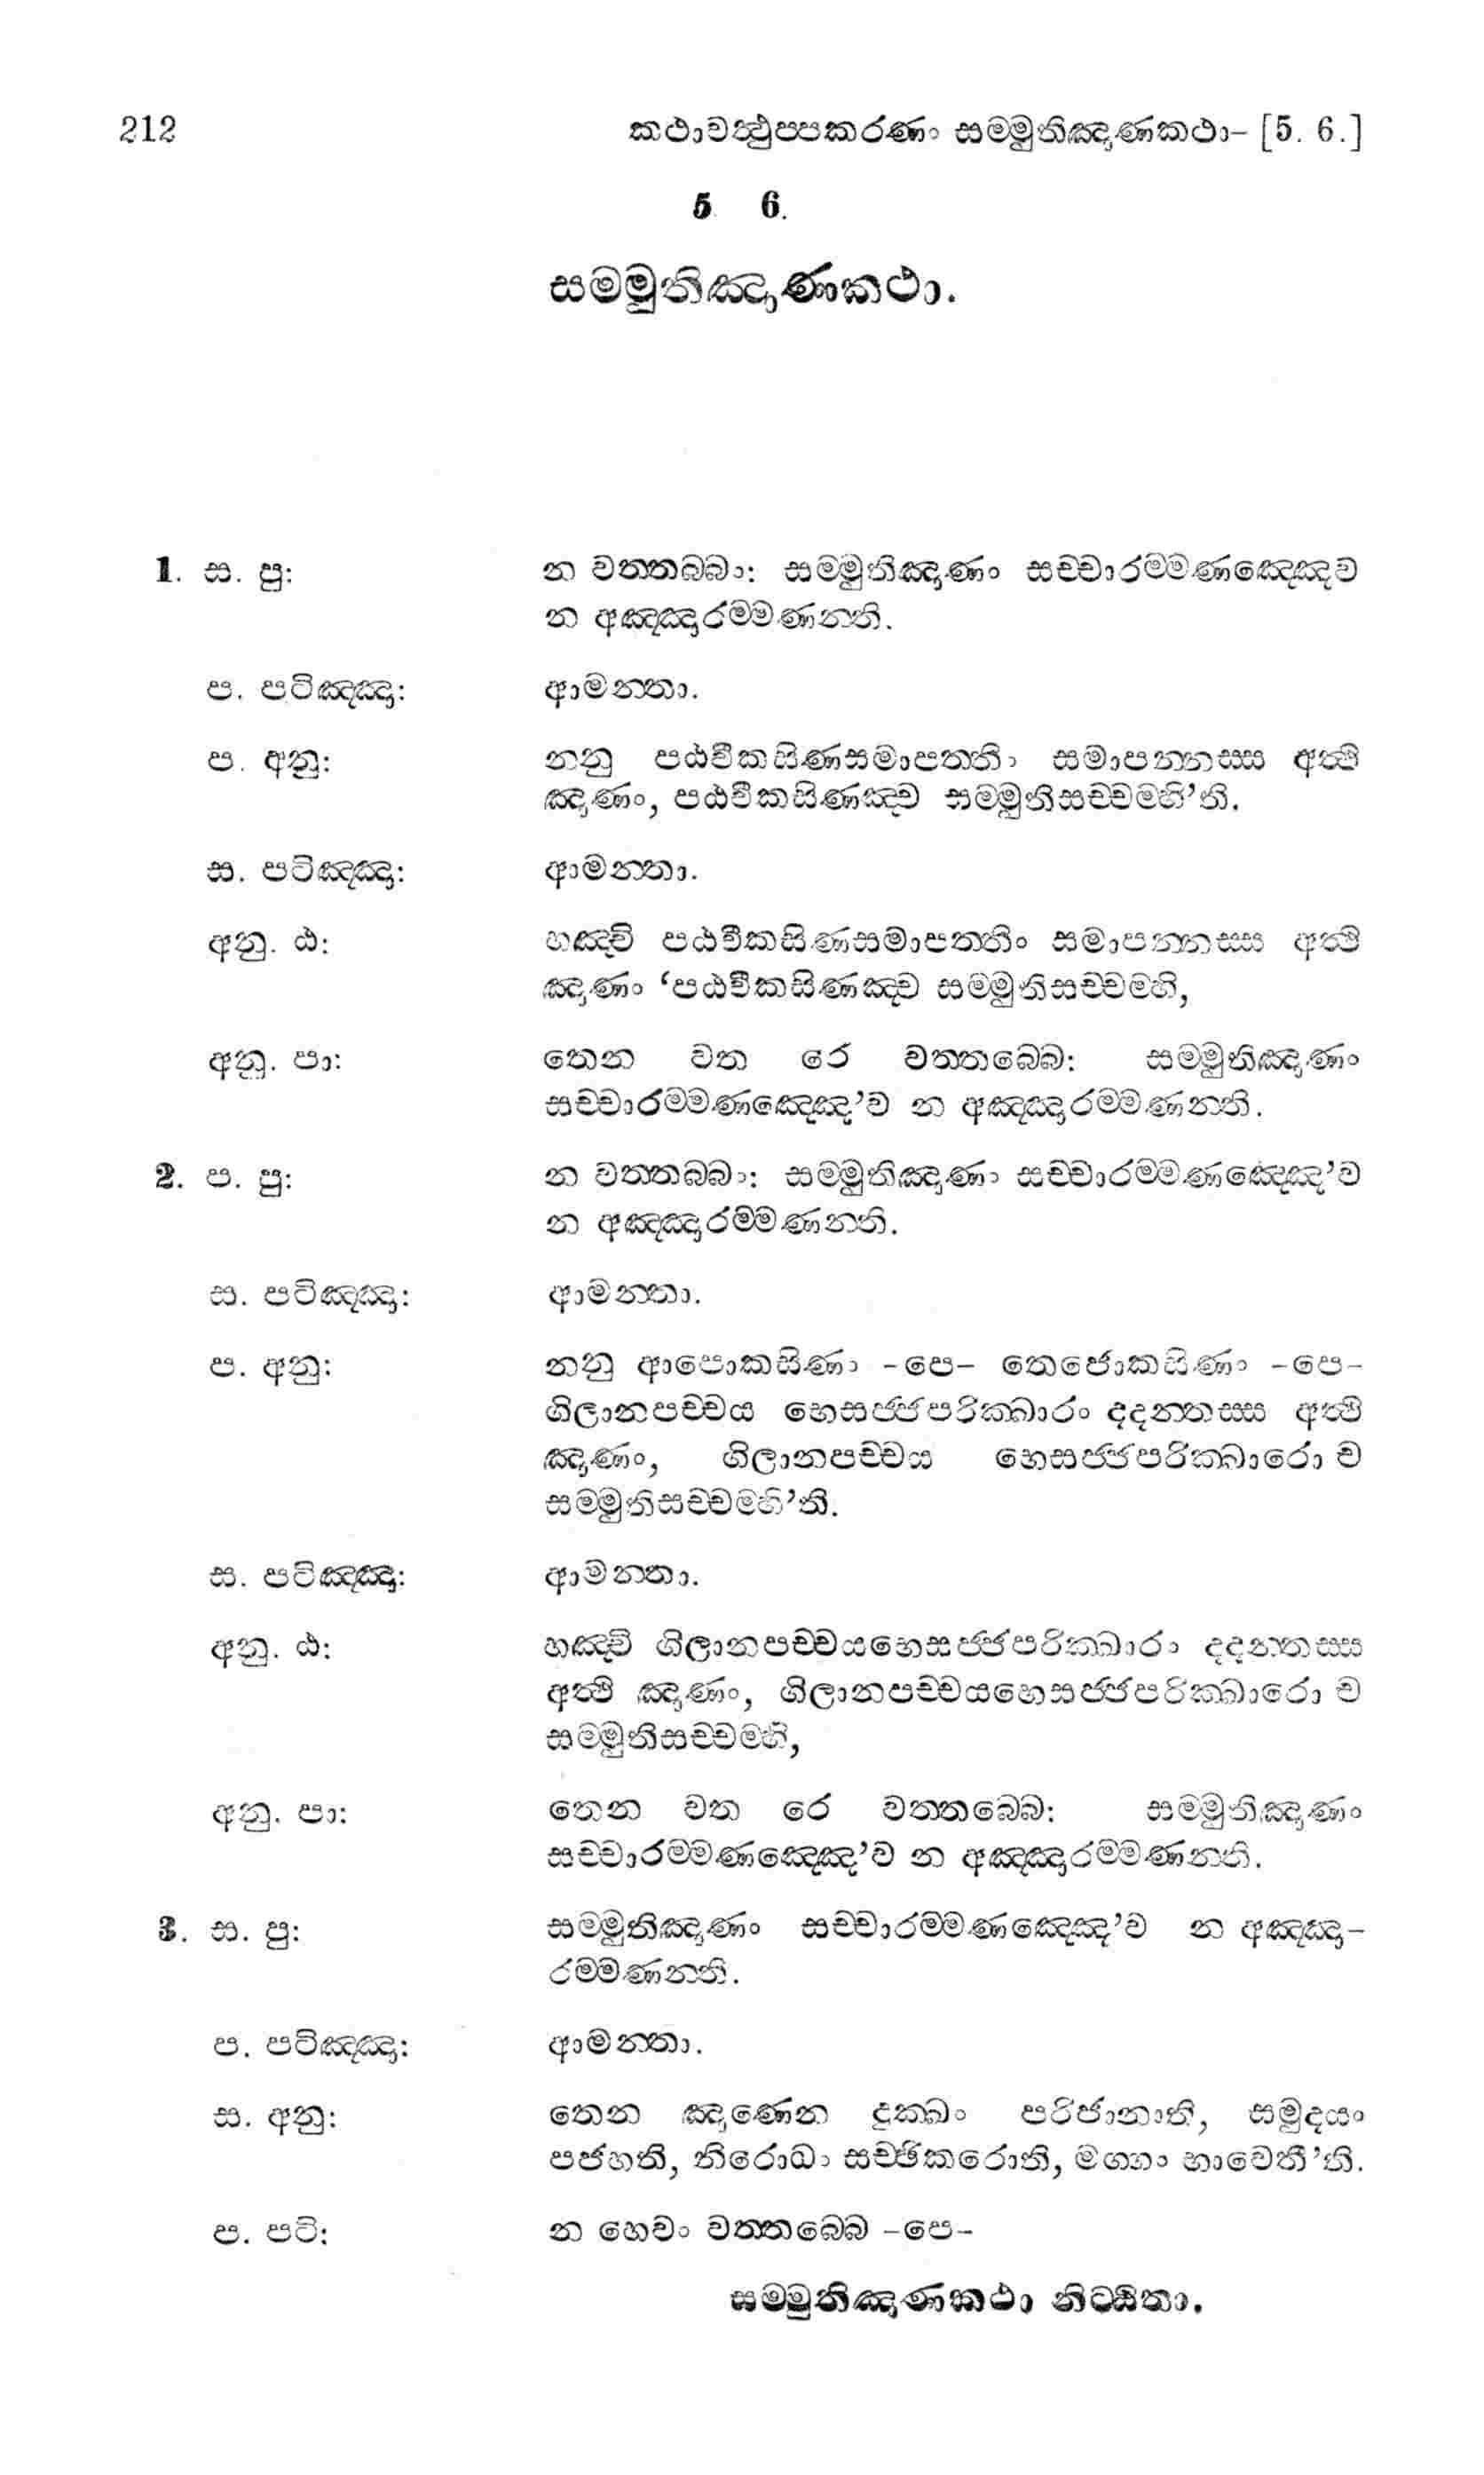 212 කථාවත්‍ථුප්පකරණං සම්මුතිඤාණකථා- [5. 6.]
5 6.
සම්මුතිඤාණකථා.
1. ස. පු: න වත්තබ්බං: සම්මුතිඤාණං සච්චාරම්මණඤ්ඤෙව
න අඤ්ඤාරම්මණන්ති.
ප. පටිඤ්ඤා: ආමන්තා.
ප. අනු: නනු පඨවීකසිණසමාපත්තිං සමාපන්නස්ස අත්‍ථි
ඤාණං, පඨවීකසිණඤ්ච සම්මුතිසච්චම්හි’ති.
ස. පටිඤ්ඤා: ආමන්තා.
අනු. ඨ: හඤ්චි පඨවීකසිණසමාපත්තිං සමාපන්නස්ස අත්‍ථි
ඤාණං ‘පඨවීකසිණඤ්ච සම්මුතිසච්චම්හි,
අනු. පා: තෙන වත රෙ වත්තබ්බෙ: සම්මුතිඤාණං
සච්චාරම්මණඤ්ඤෙ’ව න අඤ්ඤාරම්මණන්ති.
2. ප. පු: න වත්තබ්බං: සම්මුතිඤාණං සච්චාරම්මණඤ්ඤෙ’ව
න අඤ්ඤාරම්මණන්ති.
ස. පටිඤ්ඤා: ආමන්තා.
ප. අනු: නනු ආපොකසිණං -පෙ- තෙජොකසිණං -පෙ-
ගිලානපච්චය භෙසජ්ජපරික්ඛාරං දදන්තස්ස අත්‍ථි
ඤාණං, ගිලානපච්චය භෙසජ්ජපරික්ඛාරො ච
සම්මුතිසච්චම්හි’ති.
ස. පටිඤ්ඤා: ආමන්තා.
අනු. ඨ: හඤ්චි ගිලානපච්චයභෙසජ්ජපරික්ඛාරං දදන්තස්ස
අත්‍ථි ඤාණං, ගිලානපච්චයභෙසජ්ජපරික්ඛාරො ච
සම්මුතිසච්චම්හි,
අනු. පා: තෙන වත රෙ වත්තබ්බෙ: සම්මුතිඤාණං
සච්චාරම්මණඤ්ඤෙ’ව න අඤ්ඤාරම්මණන්ති.
3. ස. පු: සම්මුතිඤාණං සච්චාරම්මණඤ්ඤෙ’ව න අඤ්ඤා-
රම්මණන්ති.
ප. පටිඤ්ඤා: ආමන්තා.
ස. අනු: තෙන ඤාණෙන දුක්ඛං පරිජානාති, සමුදයං
පජහති, නිරොධං සච්ඡිකරොති, මග්ගං භාවෙතී’ති.
ප. පටි: න හෙවං වත්තබ්බෙ -පෙ-
සම්මුතිඤාණකථා නිට්ඨිතා.